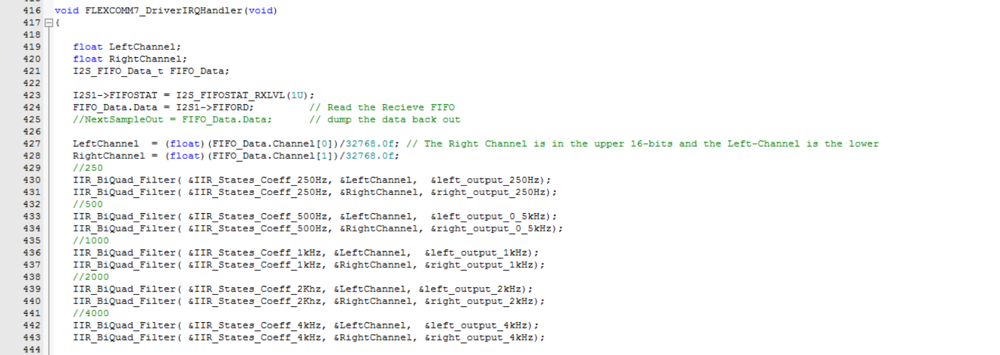 416 void FLEXCOMM7_DriverIRQHandler(void)
417 {
418
419 float LeftChannel;
420 float RightChannel;
421 I2S_FIFO_Data_t FIFO_Data;
422
423 I2S1->FIFOSTAT = I2S_FIFOSTAT_RXLVL(1U);
424 FIFO_Data.Data = I2S1->FIFORD; // Read the Recieve FIFO
425 //NextSampleOut = FIFO_Data.Data; // dump the data back out
426
427 LeftChannel = (float)(FIFO_Data.Channel[0])/32768.0f; // The Right Channel is in the upper 16-bits and the Left-Channel is the lower
428 RightChannel = (float)(FIFO_Data.Channel[1])/32768.0f;
429 //250
430 IIR_BiQuad_Filter( &IIR_States_Coeff_250Hz, &LeftChannel, &left_output_250Hz);
431 IIR_BiQuad_Filter( &IIR_States_Coeff_250Hz, &RightChannel, &right_output_250Hz);
432 //500
433 IIR_BiQuad_Filter( &IIR_States_Coeff_500Hz, &LeftChannel, &left_output_0_5kHz);
434 IIR_BiQuad_Filter( &IIR_States_Coeff_500Hz, &RightChannel, &right_output_0_5kHz);
435 //1000
436 IIR_BiQuad_Filter( &IIR_States_Coeff_1kHz, &LeftChannel, &left_output_1kHz);
437 IIR_BiQuad_Filter( &IIR_States_Coeff_1kHz, &RightChannel, &right_output_1kHz);
438 //2000
439 IIR_BiQuad_Filter( &IIR_States_Coeff_2Khz, &LeftChannel, &left_output_2kHz);
440 IIR_BiQuad_Filter( &IIR_States_Coeff_2Khz, &RightChannel, &right_output_2kHz);
441 //4000
442 IIR_BiQuad_Filter( &IIR_States_Coeff_4kHz, &LeftChannel, &left_output_4kHz);
443 IIR_BiQuad_Filter( &IIR_States_Coeff_4kHz, &RightChannel, &right_output_4kHz);
444